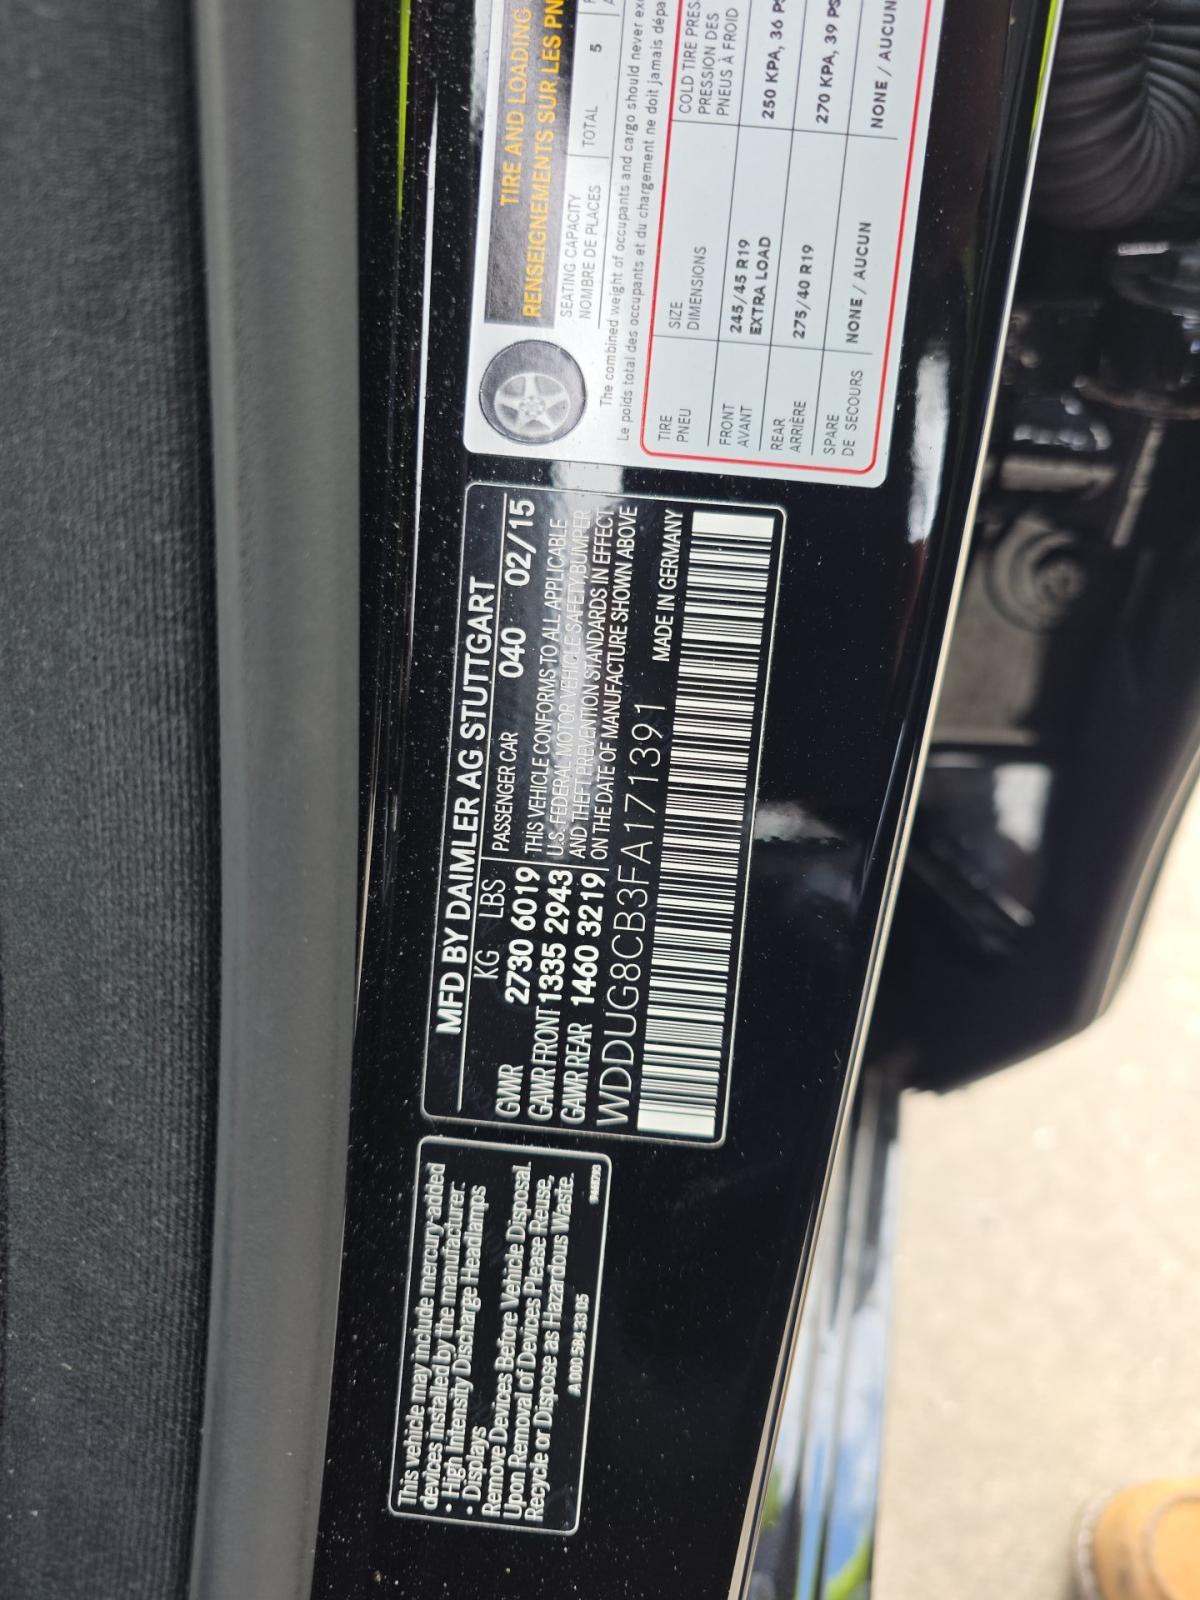 This vehicle may include mercury-added
devices installed by the manufacturer:
• High Intensity Discharge Headlamps
• Displays
Remove Devices Before Vehicle Disposal.
Upon Removal of Devices Please Reuse,
Recycle or Dispose as Hazardous Waste.
A 000 584 33 05
MFD BY DAIMLER AG STUTTGART
KG LBS PASSENGER CAR 040 02/15
GVWR 2730 6019 THIS VEHICLE CONFORMS TO ALL APPLICABLE
GAWR FRONT 1335 2943 U.S. FEDERAL MOTOR VEHICLE SAFETY,BUMPER
GAWR REAR 1460 3219 AND THEFT PREVENTION STANDARDS IN EFFECT
ON THE DATE OF MANUFACTURE SHOWN ABOVE
WDDUG8CB3FA171391 MADE IN GERMANY
TIRE AND LOADING
RENSEIGNEMENTS SUR LES PN
SEATING CAPACITY
NOMBRE DE PLACES TOTAL 5
The combined weight of occupants and cargo should never exc
Le poids total des occupants et du chargement ne doit jamais dépa
TIRE SIZE COLD TIRE PRES
PNEU DIMENSIONS PRESSION DES
PNEUS À FROID
FRONT 245/45 R19 250 KPA, 36 PS
AVANT EXTRA LOAD
REAR 275/40 R19 270 KPA, 39 PS
ARRIÈRE
SPARE NONE / AUCUN NONE / AUCUN
DE SECOURS